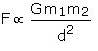 F ∝ Gm₁m₂
d²